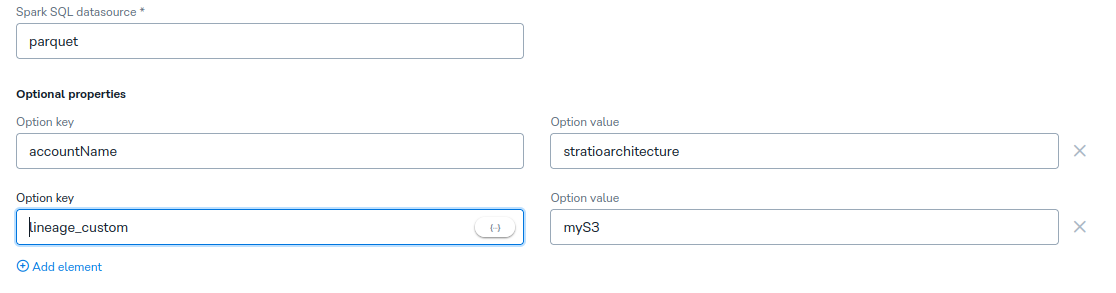 Spark SQL datasource *
parquet
Optional properties
Option key Option value
accountName stratioarchitecture
Option key Option value
lineage_custom {··} myS3
Add element